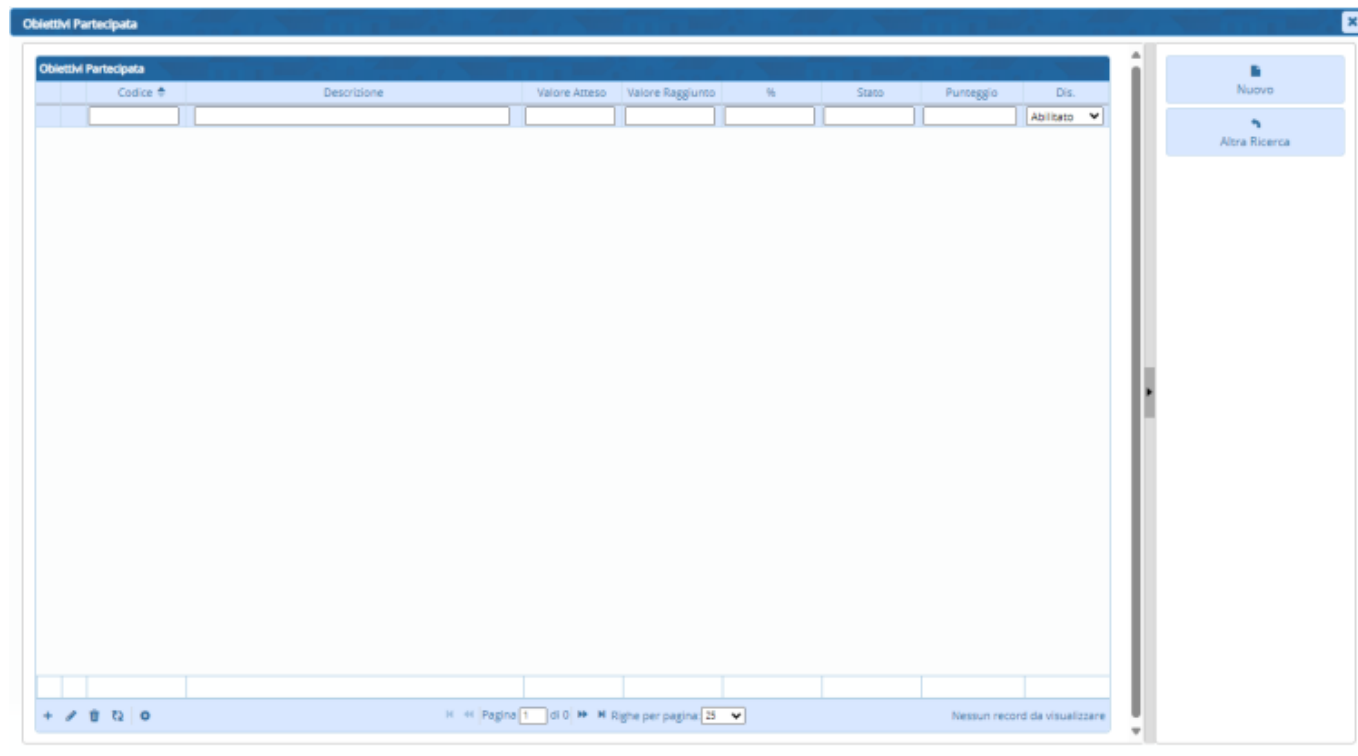 Obiettivi Partecipata
Obiettivi Partecipata
Codice Descrizione Valore Atteso Valore Raggiunto % Stato Punteggio Dis.
Abilitato
Nuovo
Altra Ricerca
Pagina 1 di 0 Righe per pagina 25 Nessun record da visualizzare